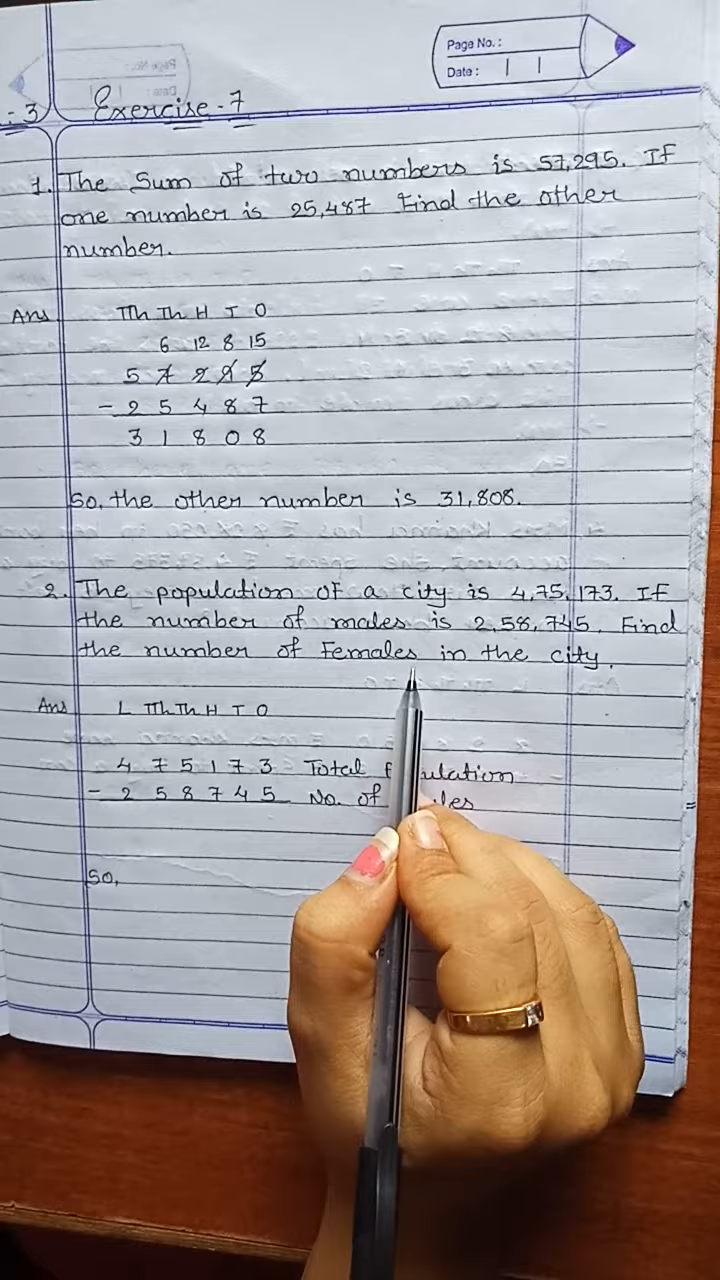 Page No. :
Date :
: 3 Exercise - 7
1. The Sum of two numbers is 57,295. If
one number is 25,487 Find the other
number.
Ans TTh Th H T O
6 12 8 15
5 7 2 9 5
- 2 5 4 8 7
3 1 8 0 8
So, the other number is 31,808.
2. The population of a city is 4,75,173. If
the number of males is 2,58,745. Find
the number of Females in the city.
Ans L TTh Th H T O
4 7 5 1 7 3 Total
- 2 5 8 7 4 5 No. of
So,